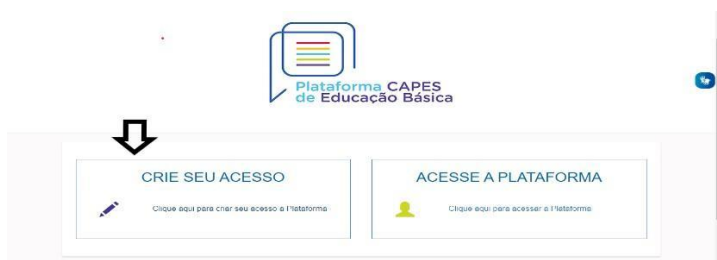 Plataforma CAPES
de Educação Básica
CRIE SEU ACESSO
Clique aqui para criar seu acesso a Plataforma
ACESSE A PLATAFORMA
Clique aqui para acessar a Plataforma